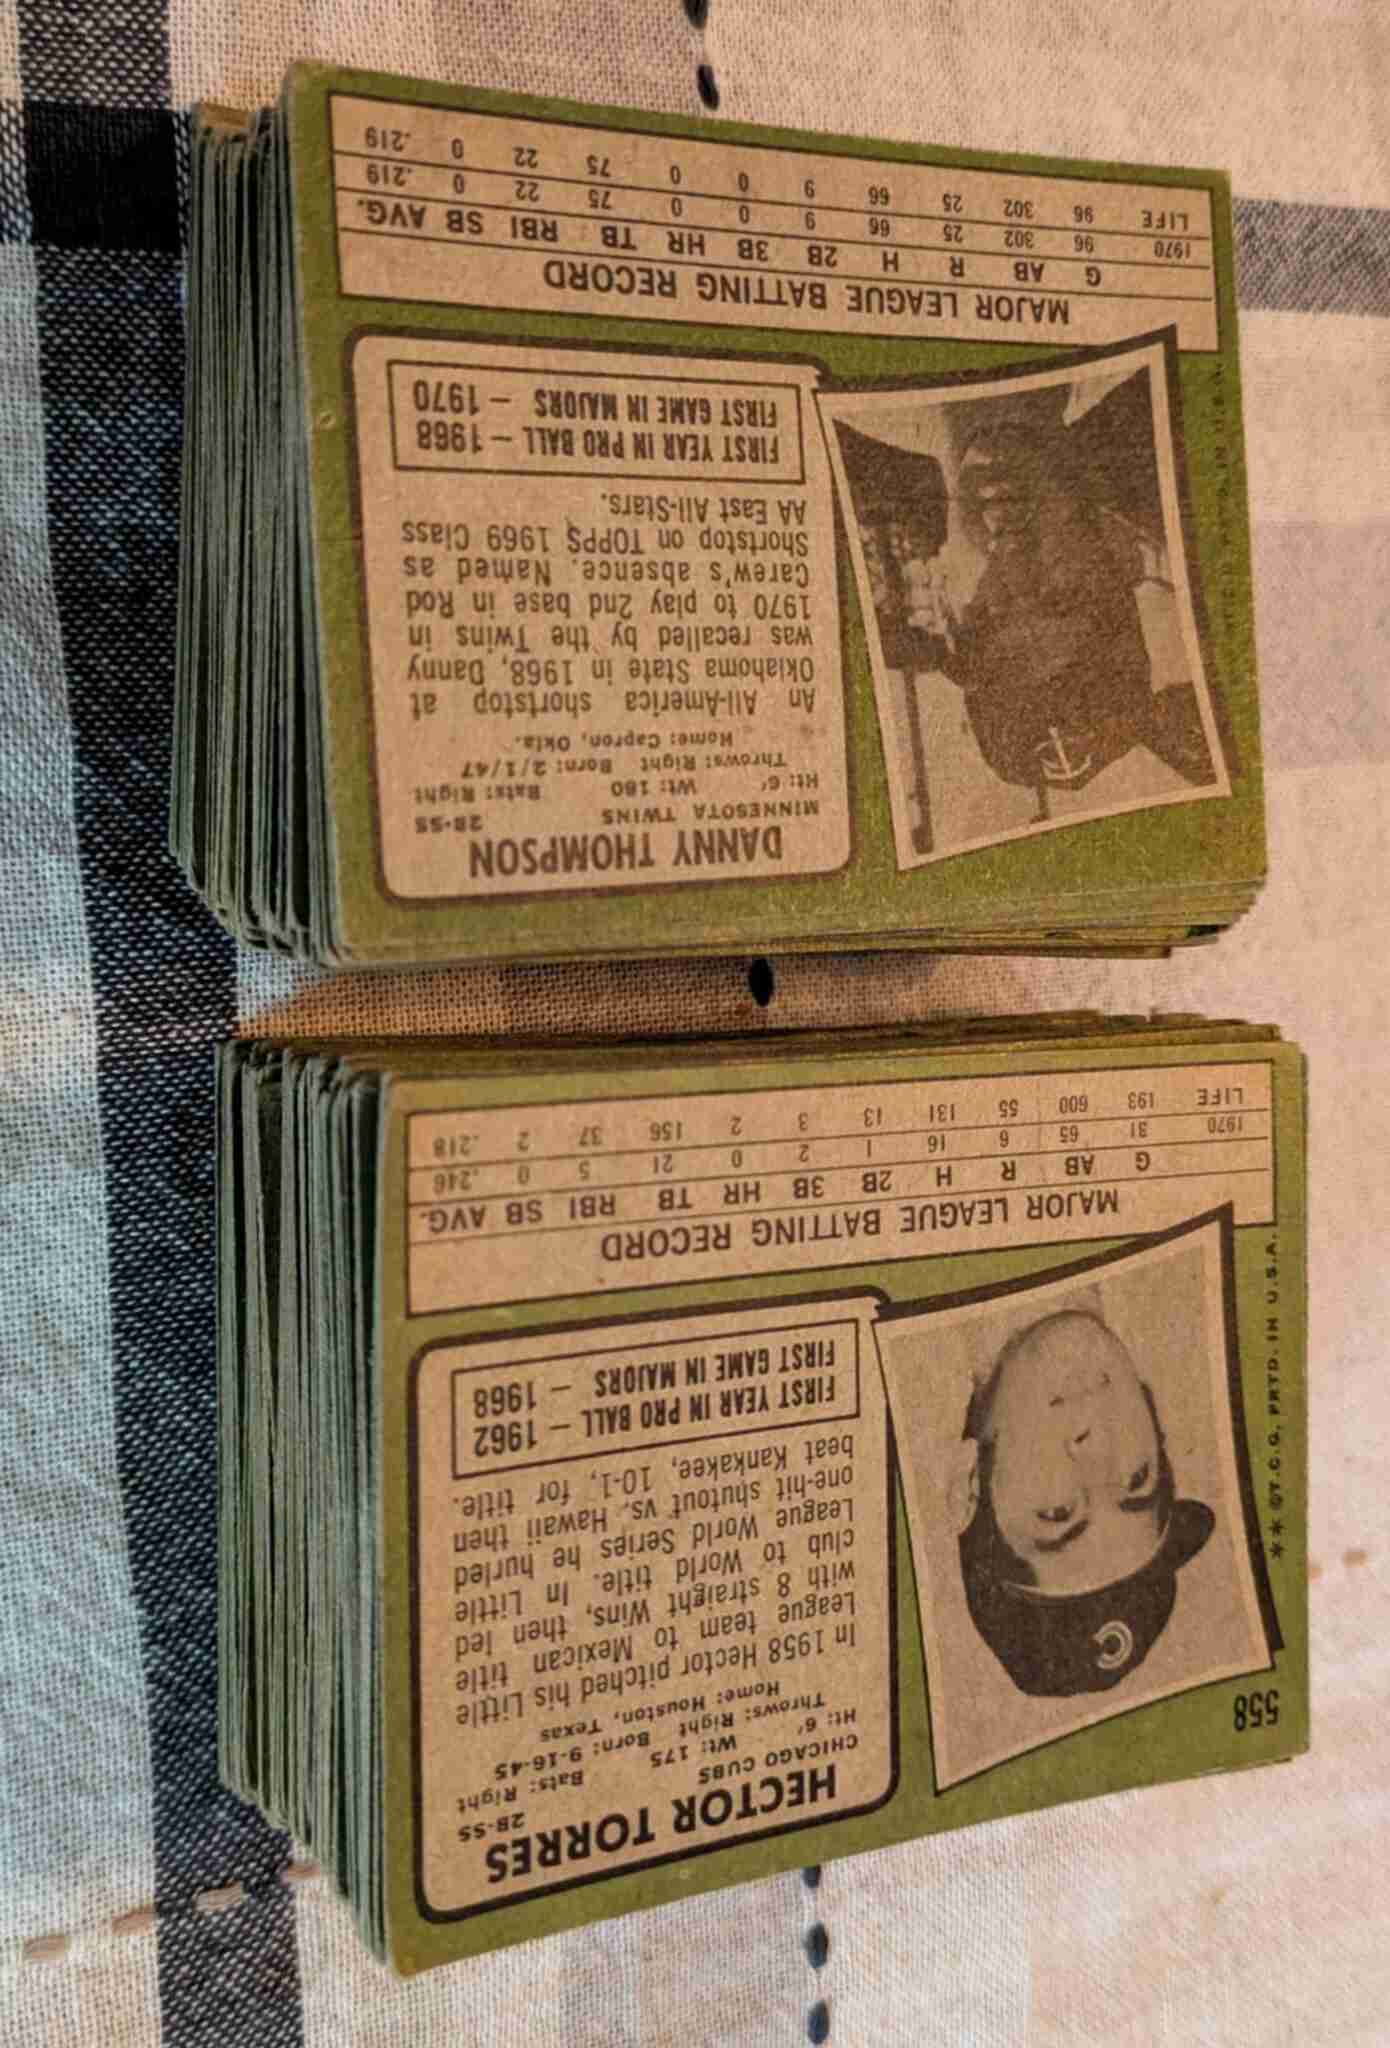 558
HECTOR TORRES
CHICAGO CUBS 2B-SS
Ht: 6' Wt: 175 Bats: Right
Throws: Right Born: 9-16-45
Home: Houston, Texas
In 1958 Hector pitched his Little
League team to Mexican title
with 8 straight Wins, then led
club to World title. In Little
League World Series he hurled
one-hit shutout vs. Hawaii then
beat Kankakee, 10-1, for title.
FIRST YEAR IN PRO BALL — 1962
FIRST GAME IN MAJORS — 1968
** ©T.C.G. PRTD. IN U.S.A.
MAJOR LEAGUE BATTING RECORD
G AB R H 2B 3B HR TB RBI SB AVG.
1970 31 65 6 16 1 2 0 21 5 0 .246
LIFE 193 600 55 131 13 3 2 156 37 2 .218
DANNY THOMPSON
MINNESOTA TWINS 2B-SS
Ht: 6' Wt: 180 Bats: Right
Throws: Right Born: 2/1/47
Home: Capron, Okla.
An All-America shortstop at
Oklahoma State in 1968, Danny
was recalled by the Twins in
1970 to play 2nd base in Rod
Carew's absence. Named as
Shortstop on TOPPS 1969 Class
AA East All-Stars.
FIRST YEAR IN PRO BALL — 1968
FIRST GAME IN MAJORS — 1970
IN U.S.A.
MAJOR LEAGUE BATTING RECORD
G AB R H 2B 3B HR TB RBI SB AVG.
1970 96 302 25 66 9 0 0 75 22 0 .219
LIFE 96 302 25 66 9 0 0 75 22 0 .219